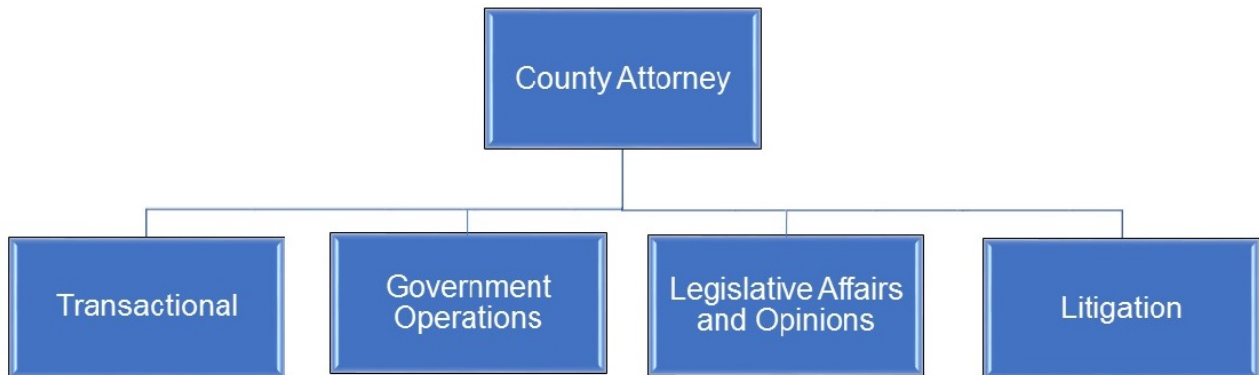 County Attorney
Transactional
Government
Operations
Legislative Affairs
and Opinions
Litigation